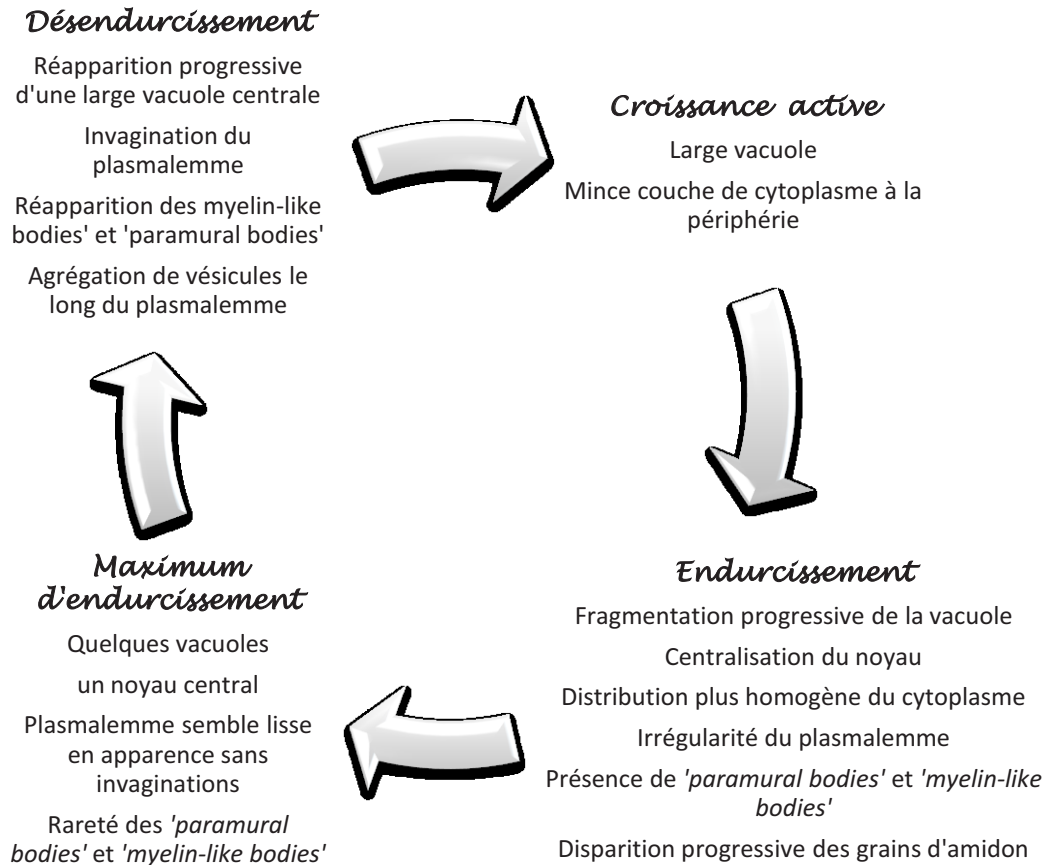 Désendurcissement
Réapparition progressive
d'une large vacuole centrale
Invagination du
plasmalemme
Réapparition des myelin-like
bodies' et 'paramural bodies'
Agrégation de vésicules le
long du plasmalemme
Croissance active
Large vacuole
Mince couche de cytoplasme à la
périphérie
Endurcissement
Fragmentation progressive de la vacuole
Centralisation du noyau
Distribution plus homogène du cytoplasme
Irrégularité du plasmalemme
Présence de 'paramural bodies' et 'myelin-like
bodies'
Disparition progressive des grains d'amidon
Maximum
d'endurcissement
Quelques vacuoles
un noyau central
Plasmalemme semble lisse
en apparence sans
invaginations
Rareté des 'paramural
bodies' et 'myelin-like bodies'